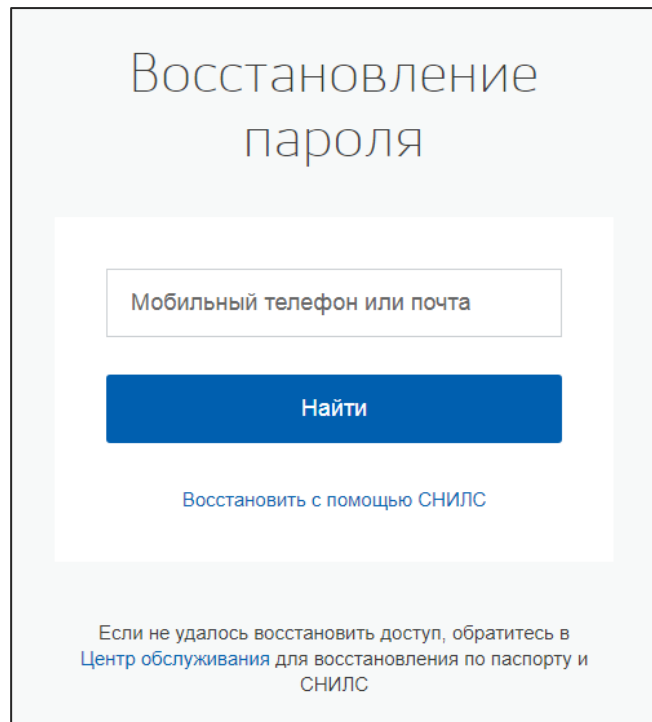 Восстановление
пароля
Мобильный телефон или почта
Найти
Восстановить с помощью СНИЛС
Если не удалось восстановить доступ, обратитесь в
Центр обслуживания для восстановления по паспорту и
СНИЛС